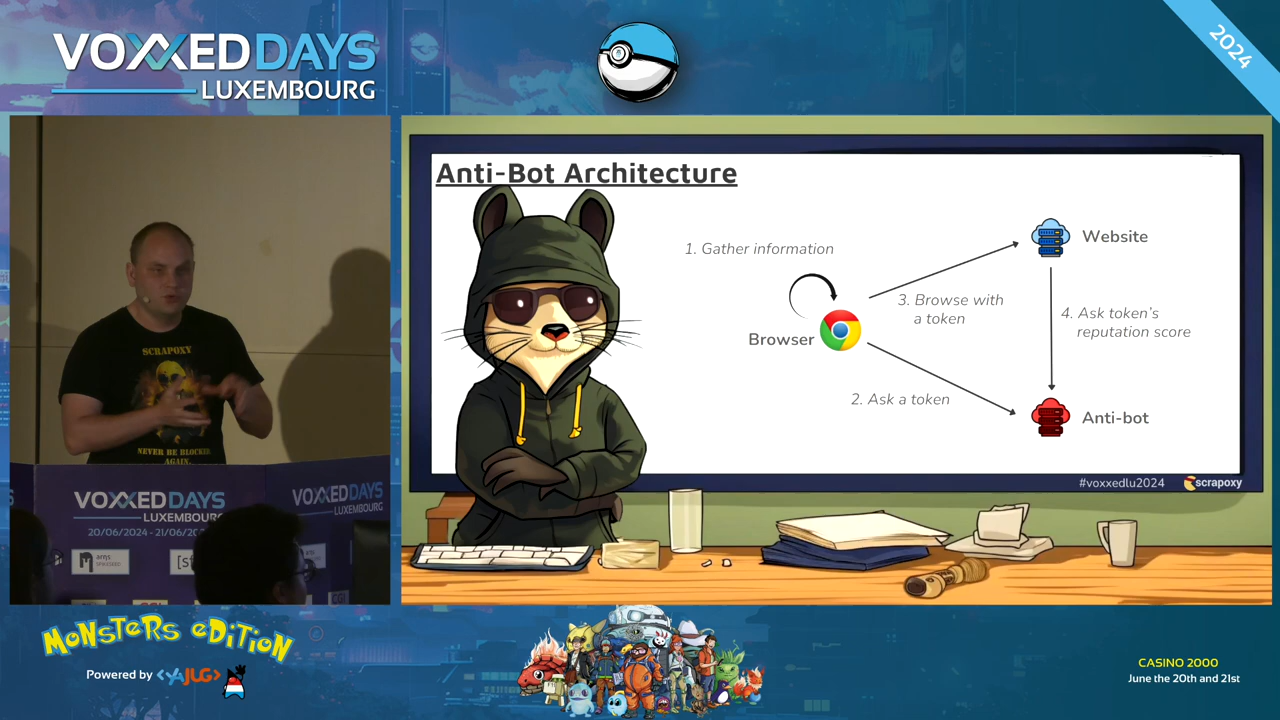 VOXXEDDAYS
LUXEMBOURG
2024
Anti-Bot Architecture
1. Gather information
Website
3. Browse with
a token
4. Ask token's
reputation score
Browser
2. Ask a token
Anti-bot
#voxxedlu2024
scrapoxy
SCRAPOXY
NEVER BE BLOCKED
AGAIN.
VOXXEDDAYS
LUXEMBOURG
20/06/2024 - 21/06/20
VOXXEDDAYS
LUXEMBOURG
MONSTERS EDITION
Powered by <YAJUG>
CASINO 2000
June the 20th and 21st